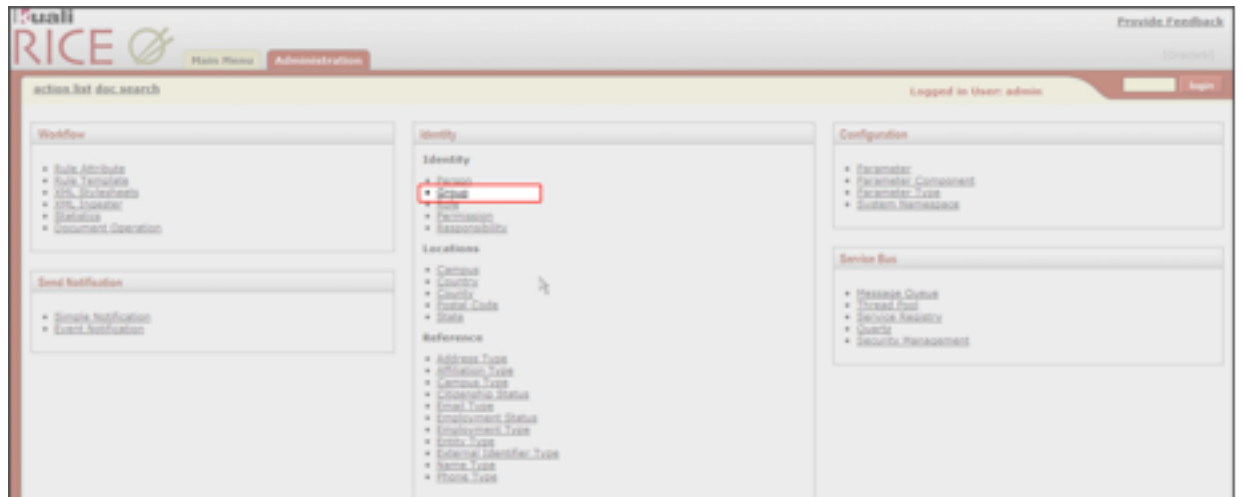 Kuali
RICE
Provide Feedback
Main Menu
Administration
action list doc search
Logged in User: admin
login
Workflow
Rule Attribute
Rule Template
XML Stylesheets
XML Ingester
Statistics
Document Operation
Send Notification
Simple Notification
Event Notification
Identity
Identity
Person
Group
Role
Permission
Responsibility
Locations
Campus
Country
County
Postal Code
State
Reference
Address Type
Affiliation Type
Campus Type
Citizenship Status
Email Type
Employment Status
Employment Type
Entity Type
External Identifier Type
Name Type
Phone Type
Configuration
Parameter
Parameter Component
Parameter Type
System Namespace
Service Bus
Message Queue
Thread Pool
Service Registry
Quartz
Security Management